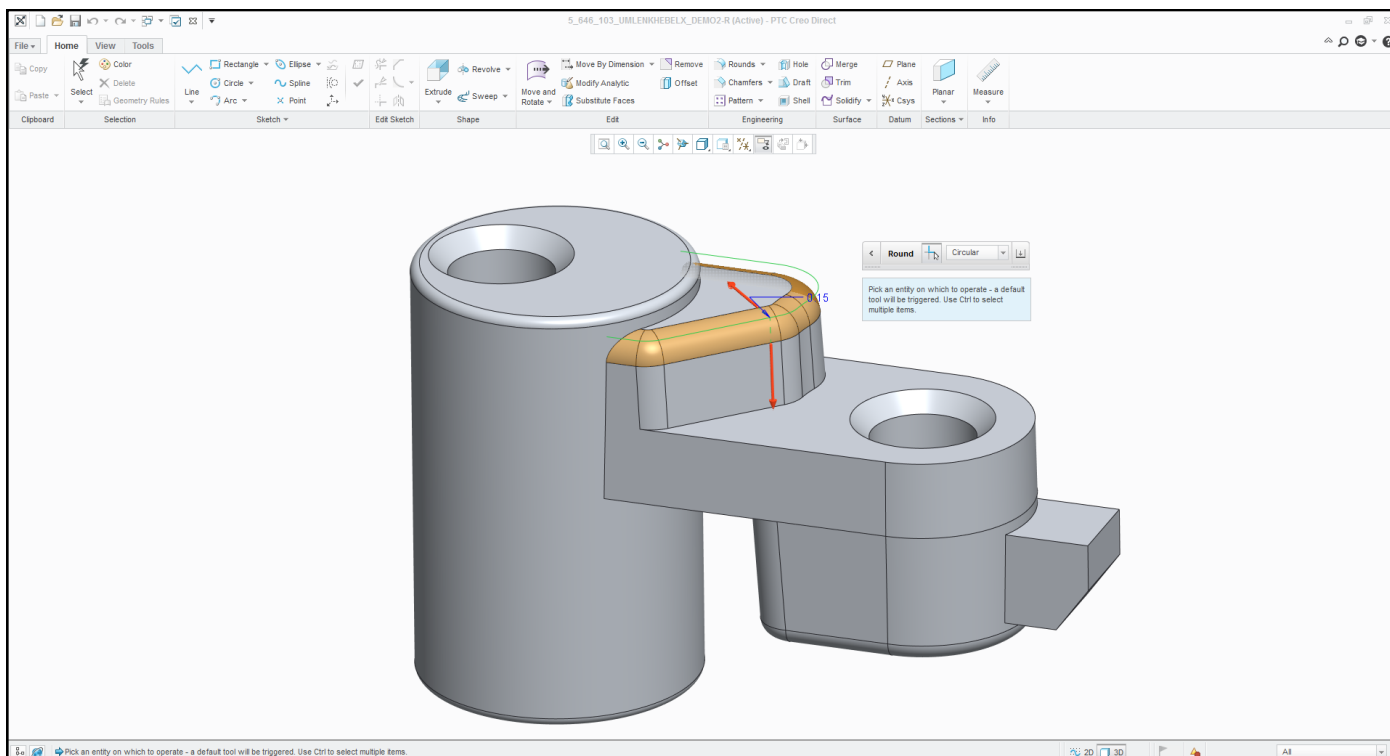 5_646_103_UMLENKHEBELX_DEMO2-R (Active) - PTC Creo Direct
File Home View Tools
Copy
Paste
Clipboard
Select
Color
Delete
Geometry Rules
Selection
Line
Rectangle Ellipse
Circle Spline
Arc Point
Sketch
Edit Sketch
Extrude
Revolve
Sweep
Shape
Move and
Rotate
Move By Dimension Remove
Modify Analytic Offset
Substitute Faces
Edit
Rounds Hole
Chamfers Draft
Pattern Shell
Engineering
Merge
Trim
Solidify
Surface
Plane
Axis
Csys
Datum
Planar
Sections
Measure
Info
Round Circular
Pick an entity on which to operate - a default
tool will be triggered. Use Ctrl to select
multiple items.
0.15
Pick an entity on which to operate - a default tool will be triggered. Use Ctrl to select multiple items.
2D 3D All